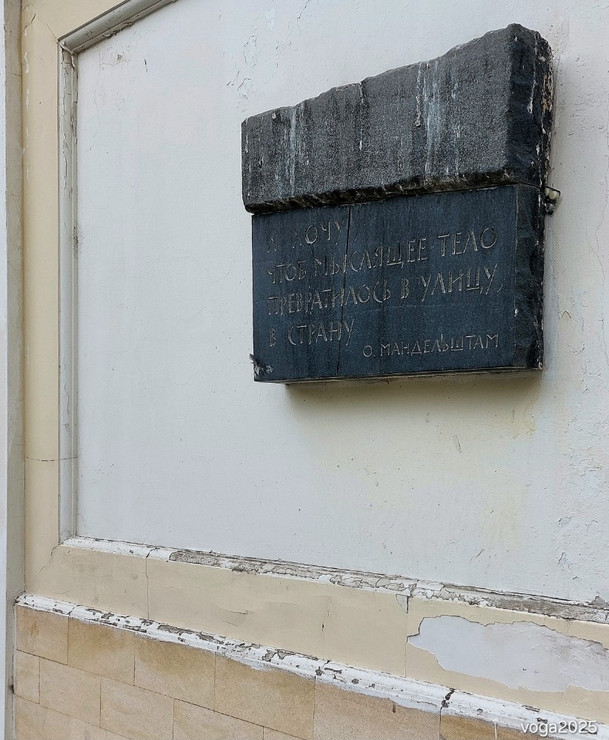 Я ХОЧУ
ЧТОБ МЫСЛЯЩЕЕ ТЕЛО
ПРЕВРАТИЛОСЬ В УЛИЦУ,
В СТРАНУ
О. МАНДЕЛЬШТАМ
voga2025